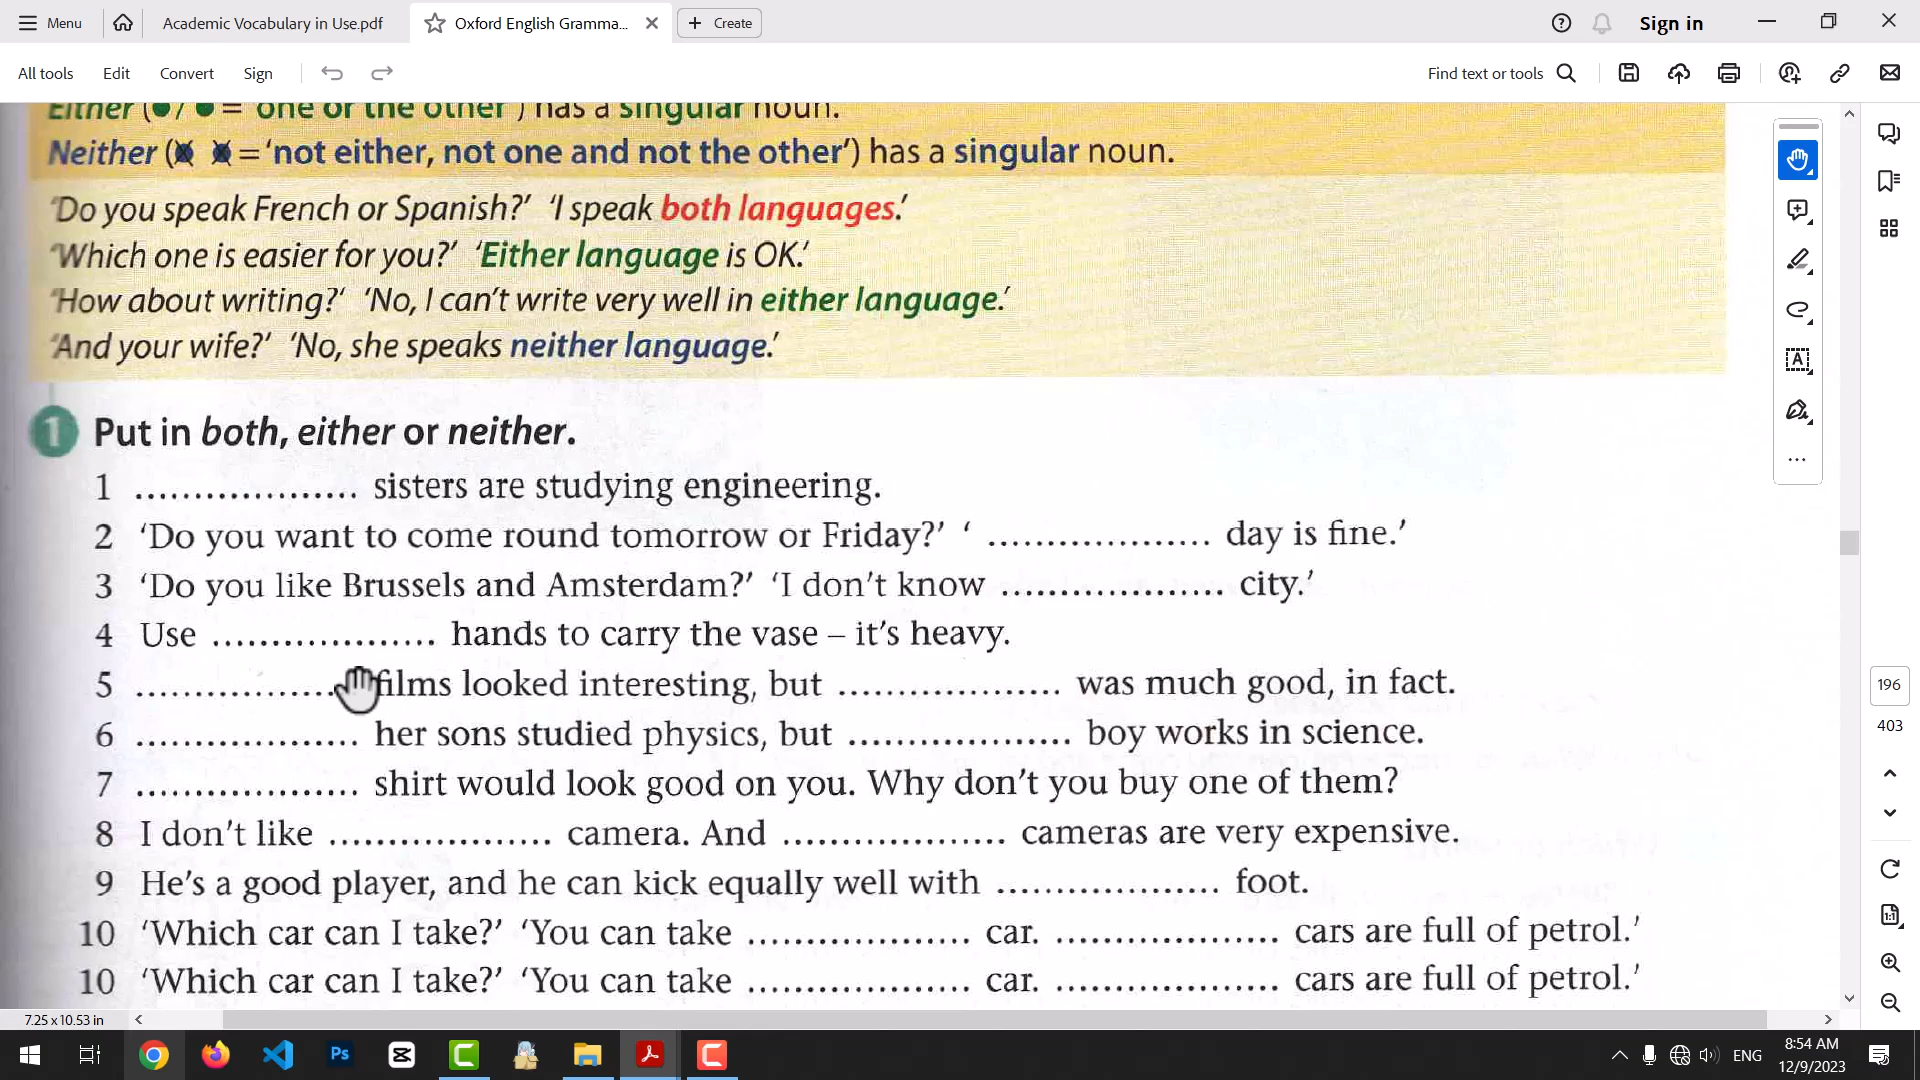 Menu
Academic Vocabulary in Use.pdf
Oxford English Gramma...
Create
Sign in
All tools
Edit
Convert
Sign
Find text or tools
Either ( / = 'one or the other') has a singular noun.
Neither ( = 'not either, not one and not the other') has a singular noun.
'Do you speak French or Spanish?' 'I speak both languages.'
'Which one is easier for you?' 'Either language is OK.'
'How about writing?' 'No, I can't write very well in either language.'
'And your wife?' 'No, she speaks neither language.'
1 Put in both, either or neither.
1 ................... sisters are studying engineering.
2 'Do you want to come round tomorrow or Friday?' ' ................... day is fine.'
3 'Do you like Brussels and Amsterdam?' 'I don't know ................... city.'
4 Use ................... hands to carry the vase – it's heavy.
5 ................... films looked interesting, but ................... was much good, in fact.
6 ................... her sons studied physics, but ................... boy works in science.
7 ................... shirt would look good on you. Why don't you buy one of them?
8 I don't like ................... camera. And ................... cameras are very expensive.
9 He's a good player, and he can kick equally well with ................... foot.
10 'Which car can I take?' 'You can take ................... car. ................... cars are full of petrol.'
10 'Which car can I take?' 'You can take ................... car. ................... cars are full of petrol.'
196
403
7.25 x 10.53 in
Ps
ENG
8:54 AM
12/9/2023